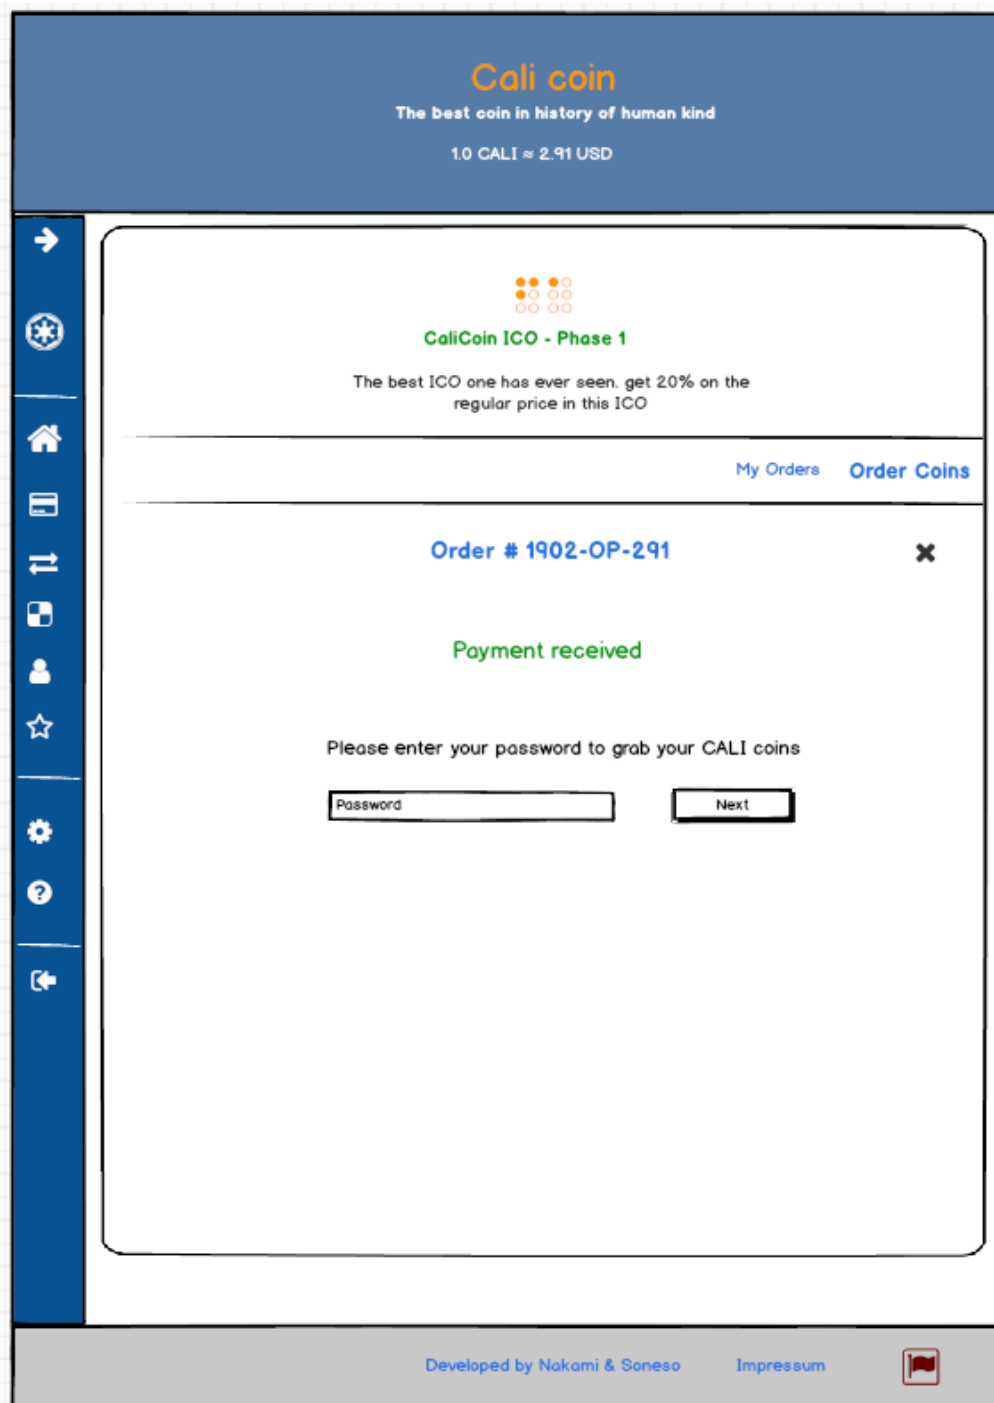 Cali coin
The best coin in history of human kind
1.0 CALI ≈ 2.91 USD
CaliCoin ICO - Phase 1
The best ICO one has ever seen. get 20% on the
regular price in this ICO
My Orders Order Coins
Order # 1902-OP-291
Payment received
Please enter your password to grab your CALI coins
Password Next
Developed by Nakami & Soneso Impressum